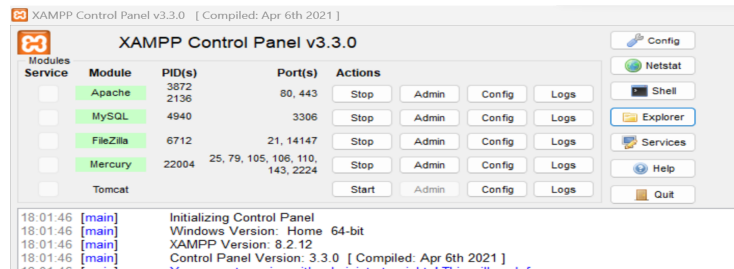 XAMPP Control Panel v3.3.0 [ Compiled: Apr 6th 2021 ]
XAMPP Control Panel v3.3.0
Config
Modules
Service Module PID(s) Port(s) Actions
Netstat
Apache 3872 2136 80, 443 Stop Admin Config Logs
Shell
MySQL 4940 3306 Stop Admin Config Logs
Explorer
FileZilla 6712 21, 14147 Stop Admin Config Logs
Services
Mercury 22004 25, 79, 105, 106, 110, 143, 2224 Stop Admin Config Logs
Help
Tomcat Start Admin Config Logs
Quit
18:01:46 [main] Initializing Control Panel
18:01:46 [main] Windows Version: Home 64-bit
18:01:46 [main] XAMPP Version: 8.2.12
18:01:46 [main] Control Panel Version: 3.3.0 [ Compiled: Apr 6th 2021 ]